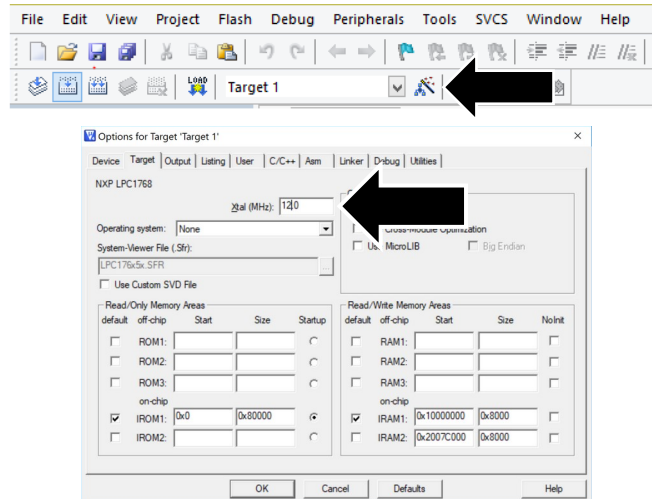 File Edit View Project Flash Debug Peripherals Tools SVCS Window Help
LOAD Target 1
Options for Target 'Target 1'
Device Target Output Listing User C/C++ Asm Linker Debug Utilities
NXP LPC1768
Xtal (MHz): 12.0
Operating system: None
Cross-Module Optimization
System-Viewer File (.Sfr): Use MicroLIB Big Endian
LPC176x5x.SFR ...
Use Custom SVD File
Read/Only Memory Areas Read/Write Memory Areas
default off-chip Start Size Startup default off-chip Start Size NoInit
ROM1: RAM1:
ROM2: RAM2:
ROM3: RAM3:
on-chip on-chip
IROM1: 0x0 0x80000 IRAM1: 0x10000000 0x8000
IROM2: IRAM2: 0x2007C000 0x8000
OK Cancel Defaults Help